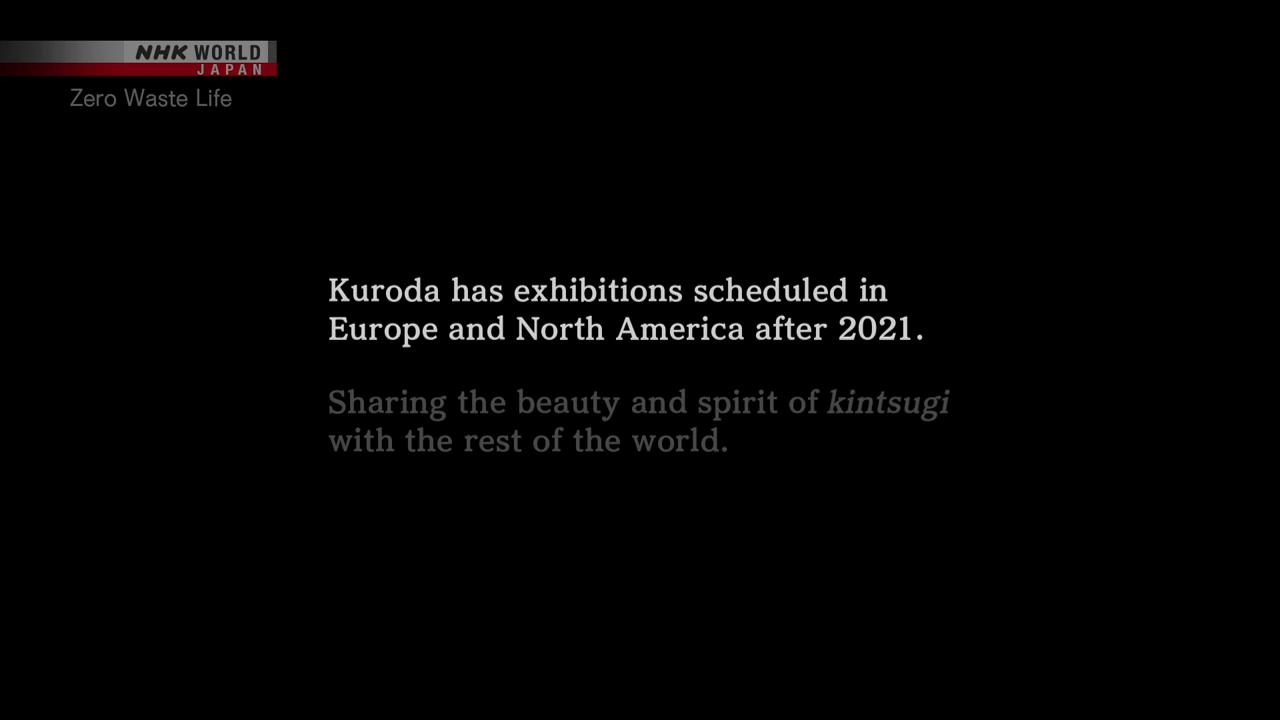 NHK WORLD
JAPAN
Zero Waste Life
Kuroda has exhibitions scheduled in
Europe and North America after 2021.
Sharing the beauty and spirit of kintsugi
with the rest of the world.